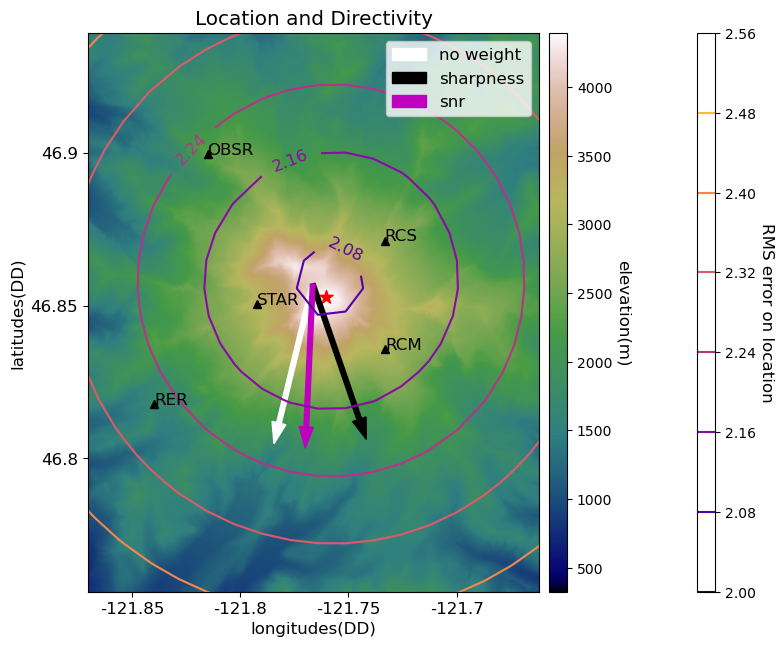 Location and Directivity
no weight
sharpness
snr
46.9
46.85
46.8
latitudes(DD)
-121.85
-121.8
-121.75
-121.7
longitudes(DD)
OBSR
RCS
STAR
RCM
RER
2.24
2.16
2.08
4000
3500
3000
2500
2000
1500
1000
500
elevation(m)
2.56
2.48
2.40
2.32
2.24
2.16
2.08
2.00
RMS error on location